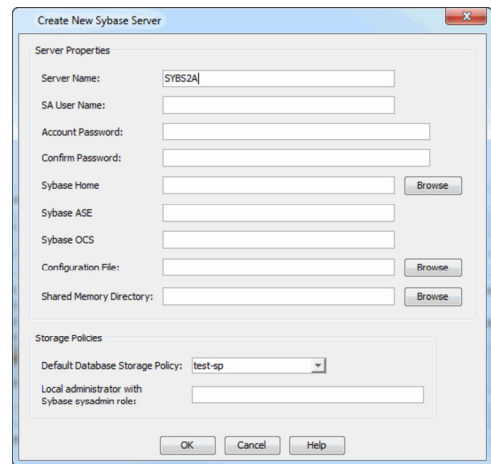 Create New Sybase Server
Server Properties
Server Name: SYBS2A
SA User Name:
Account Password:
Confirm Password:
Sybase Home Browse
Sybase ASE
Sybase OCS
Configuration File: Browse
Shared Memory Directory: Browse
Storage Policies
Default Database Storage Policy: test-sp
Local administrator with
Sybase sysadmin role:
OK Cancel Help